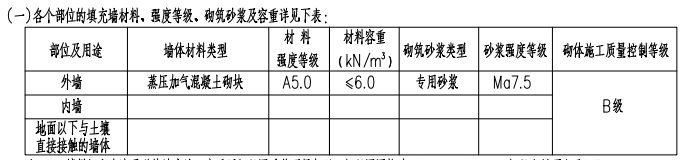 (一)各个部位的填充墙材料、强度等级、砌筑砂浆及容重详见下表:
部位及用途 墙体材料类型 材料强度等级 材料容重(kN/m³) 砌筑砂浆类型 砂浆强度等级 砌体施工质量控制等级
外墙 蒸压加气混凝土砌块 A5.0 ≤6.0 专用砂浆 Ma7.5 B级
内墙
地面以下与土壤
直接接触的墙体